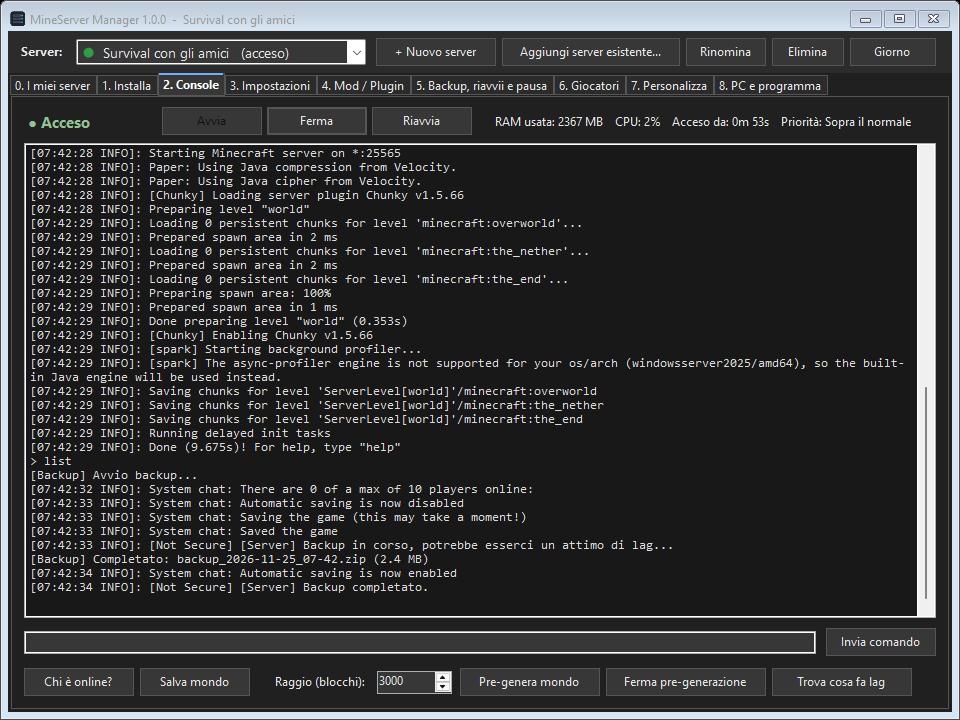 MineServer Manager 1.0.0 - Survival con gli amici
Server:
Survival con gli amici (acceso)
+ Nuovo server
Aggiungi server esistente...
Rinomina
Elimina
Giorno
0. I miei server
1. Installa
2. Console
3. Impostazioni
4. Mod / Plugin
5. Backup, riavvii e pausa
6. Giocatori
7. Personalizza
8. PC e programma
● Acceso
Avvia
Ferma
Riavvia
RAM usata: 2367 MB CPU: 2% Acceso da: 0m 53s Priorità: Sopra il normale
[07:42:28 INFO]: Starting Minecraft server on *:25565
[07:42:28 INFO]: Paper: Using Java compression from Velocity.
[07:42:28 INFO]: Paper: Using Java cipher from Velocity.
[07:42:28 INFO]: [Chunky] Loading server plugin Chunky v1.5.66
[07:42:28 INFO]: Preparing level "world"
[07:42:29 INFO]: Loading 0 persistent chunks for level 'minecraft:overworld'...
[07:42:29 INFO]: Prepared spawn area in 2 ms
[07:42:29 INFO]: Loading 0 persistent chunks for level 'minecraft:the_nether'...
[07:42:29 INFO]: Prepared spawn area in 2 ms
[07:42:29 INFO]: Loading 0 persistent chunks for level 'minecraft:the_end'...
[07:42:29 INFO]: Preparing spawn area: 100%
[07:42:29 INFO]: Prepared spawn area in 1 ms
[07:42:29 INFO]: Done preparing level "world" (0.353s)
[07:42:29 INFO]: [Chunky] Enabling Chunky v1.5.66
[07:42:29 INFO]: [spark] Starting background profiler...
[07:42:29 INFO]: [spark] The async-profiler engine is not supported for your os/arch (windowsserver2025/amd64), so the built-
in Java engine will be used instead.
[07:42:29 INFO]: Saving chunks for level 'ServerLevel[world]'/minecraft:overworld
[07:42:29 INFO]: Saving chunks for level 'ServerLevel[world]'/minecraft:the_nether
[07:42:29 INFO]: Saving chunks for level 'ServerLevel[world]'/minecraft:the_end
[07:42:29 INFO]: Running delayed init tasks
[07:42:29 INFO]: Done (9.675s)! For help, type "help"
> list
[Backup] Avvio backup...
[07:42:32 INFO]: System chat: There are 0 of a max of 10 players online:
[07:42:33 INFO]: System chat: Automatic saving is now disabled
[07:42:33 INFO]: System chat: Saving the game (this may take a moment!)
[07:42:33 INFO]: System chat: Saved the game
[07:42:33 INFO]: [Not Secure] [Server] Backup in corso, potrebbe esserci un attimo di lag...
[Backup] Completato: backup_2026-11-25_07-42.zip (2.4 MB)
[07:42:34 INFO]: System chat: Automatic saving is now enabled
[07:42:34 INFO]: [Not Secure] [Server] Backup completato.
Invia comando
Chi è online?
Salva mondo
Raggio (blocchi):
3000
Pre-genera mondo
Ferma pre-generazione
Trova cosa fa lag